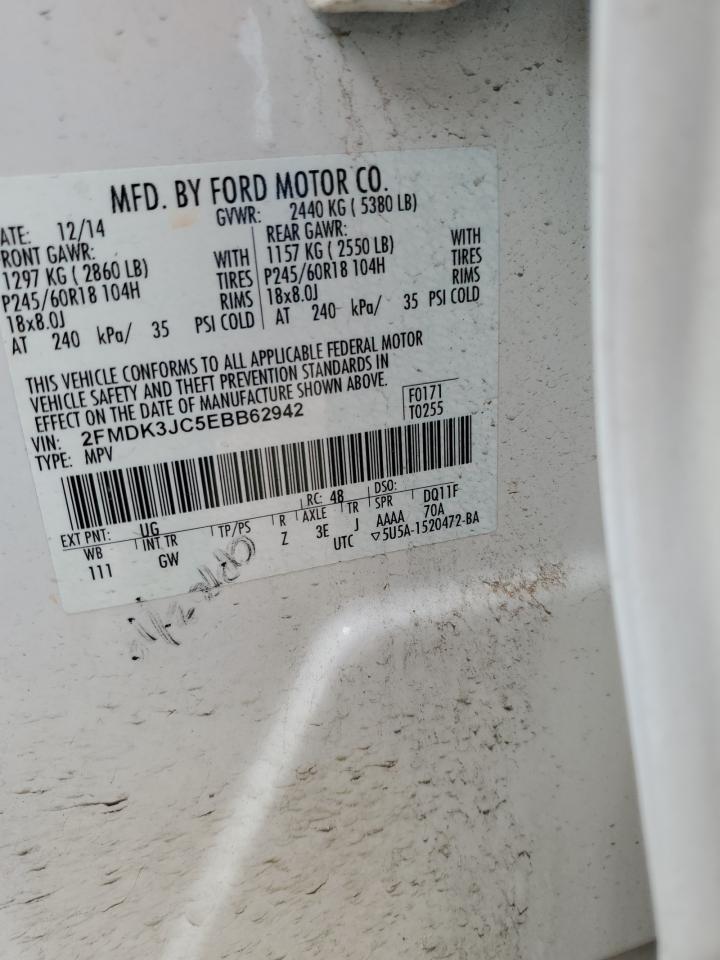 MFD. BY FORD MOTOR CO.
ATE: 12/14 GVWR: 2440 KG ( 5380 LB)
RONT GAWR: REAR GAWR:
1297 KG ( 2860 LB) WITH 1157 KG ( 2550 LB) WITH
P245/60R18 104H TIRES P245/60R18 104H TIRES
18x8.0J RIMS 18x8.0J RIMS
AT 240 kPa/ 35 PSI COLD AT 240 kPa/ 35 PSI COLD
THIS VEHICLE CONFORMS TO ALL APPLICABLE FEDERAL MOTOR
VEHICLE SAFETY AND THEFT PREVENTION STANDARDS IN
EFFECT ON THE DATE OF MANUFACTURE SHOWN ABOVE.
VIN: 2FMDK3JC5EBB62942 F0171
TYPE: MPV T0255
EXT PNT: UG RC: 48 DSO:
WB INT TR TP/PS R AXLE TR SPR DQ11F
111 GW Z 3E J AAAA 70A
UTC ▽5U5A-1520472-BA